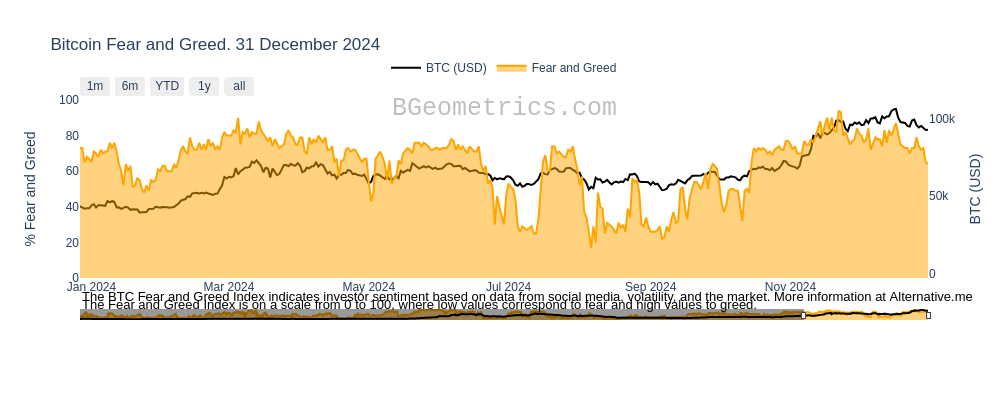 Bitcoin Fear and Greed. 31 December 2024
BTC (USD) Fear and Greed
1m 6m YTD 1y all
BGeometrics.com
% Fear and Greed
100
80
60
40
20
0
100k
50k
0
BTC (USD)
Jan 2024 Mar 2024 May 2024 Jul 2024 Sep 2024 Nov 2024
The BTC Fear and Greed Index indicates investor sentiment based on data from social media, volatility, and the market. More information at Alternative.me
The Fear and Greed Index is on a scale from 0 to 100, where low values correspond to fear and high values to greed.